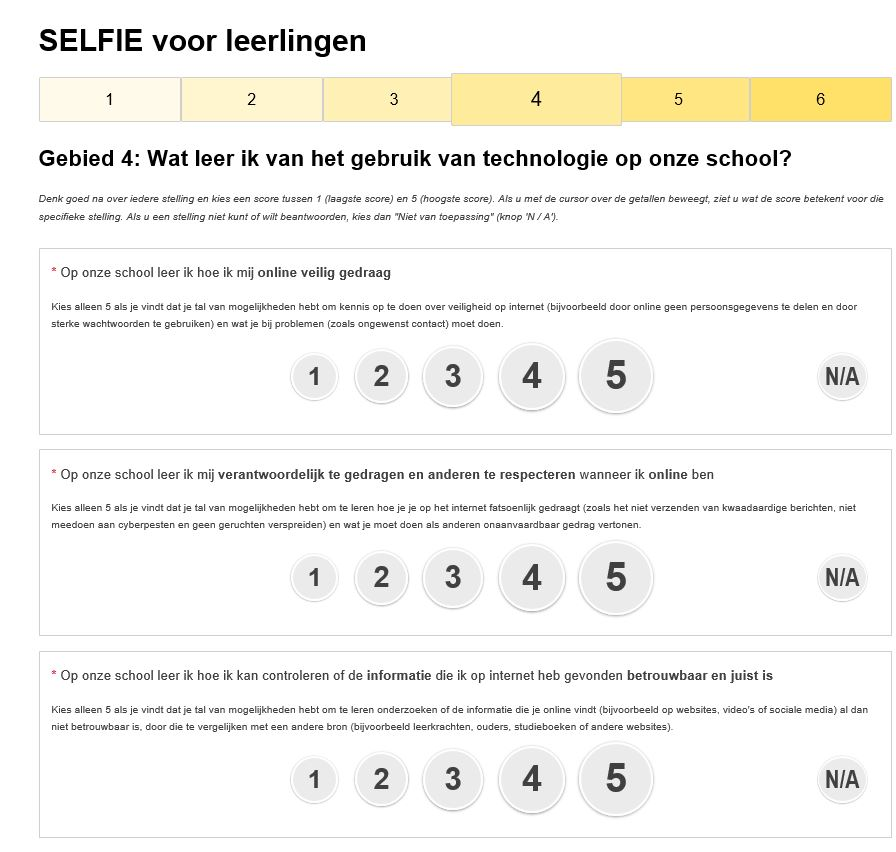 SELFIE voor leerlingen
1 2 3 4 5 6
Gebied 4: Wat leer ik van het gebruik van technologie op onze school?
Denk goed na over iedere stelling en kies een score tussen 1 (laagste score) en 5 (hoogste score). Als u met de cursor over de getallen beweegt, ziet u wat de score betekent voor die
specifieke stelling. Als u een stelling niet kunt of wilt beantwoorden, kies dan "Niet van toepassing" (knop 'N / A').
* Op onze school leer ik hoe ik mij online veilig gedraag
Kies alleen 5 als je vindt dat je tal van mogelijkheden hebt om kennis op te doen over veiligheid op internet (bijvoorbeeld door online geen persoonsgegevens te delen en door
sterke wachtwoorden te gebruiken) en wat je bij problemen (zoals ongewenst contact) moet doen.
1 2 3 4 5 N/A
* Op onze school leer ik mij verantwoordelijk te gedragen en anderen te respecteren wanneer ik online ben
Kies alleen 5 als je vindt dat je tal van mogelijkheden hebt om te leren hoe je je op het internet fatsoenlijk gedraagt (zoals het niet verzenden van kwaadaardige berichten, niet
meedoen aan cyberpesten en geen geruchten verspreiden) en wat je moet doen als anderen onaanvaardbaar gedrag vertonen.
1 2 3 4 5 N/A
* Op onze school leer ik hoe ik kan controleren of de informatie die ik op internet heb gevonden betrouwbaar en juist is
Kies alleen 5 als je vindt dat je tal van mogelijkheden hebt om te leren onderzoeken of de informatie die je online vindt (bijvoorbeeld op websites, video's of sociale media) al dan
niet betrouwbaar is, door die te vergelijken met een andere bron (bijvoorbeeld leerkrachten, ouders, studieboeken of andere websites).
1 2 3 4 5 N/A